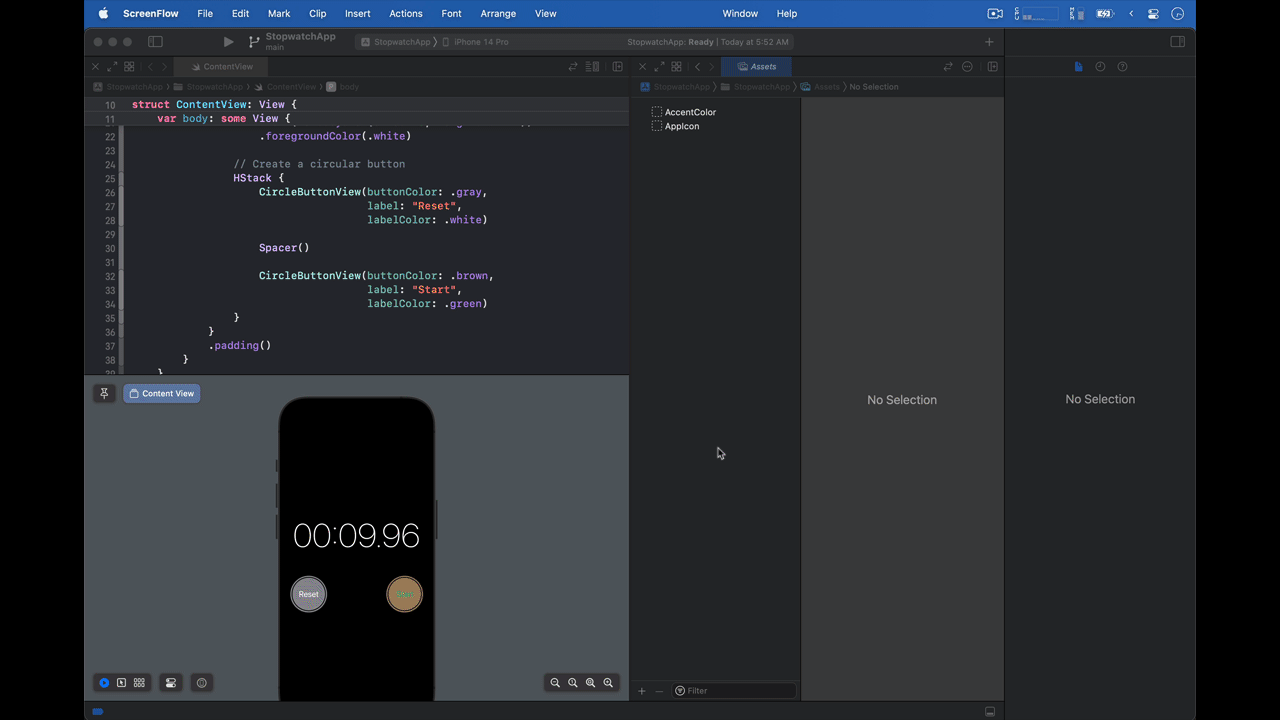 ScreenFlow File Edit Mark Clip Insert Actions Font Arrange View Window Help
StopwatchApp
main
StopwatchApp iPhone 14 Pro
StopwatchApp: Ready | Today at 5:52 AM
ContentView
Assets
StopwatchApp StopwatchApp ContentView body
StopwatchApp StopwatchApp Assets No Selection
10 struct ContentView: View {
11 var body: some View {
22 .foregroundColor(.white)
23
24 // Create a circular button
25 HStack {
26 CircleButtonView(buttonColor: .gray,
27 label: "Reset",
28 labelColor: .white)
29
30 Spacer()
31
32 CircleButtonView(buttonColor: .brown,
33 label: "Start",
34 labelColor: .green)
35 }
36 }
37 .padding()
38 }
}
AccentColor
AppIcon
No Selection
No Selection
Content View
00:09.96
Reset
Filter